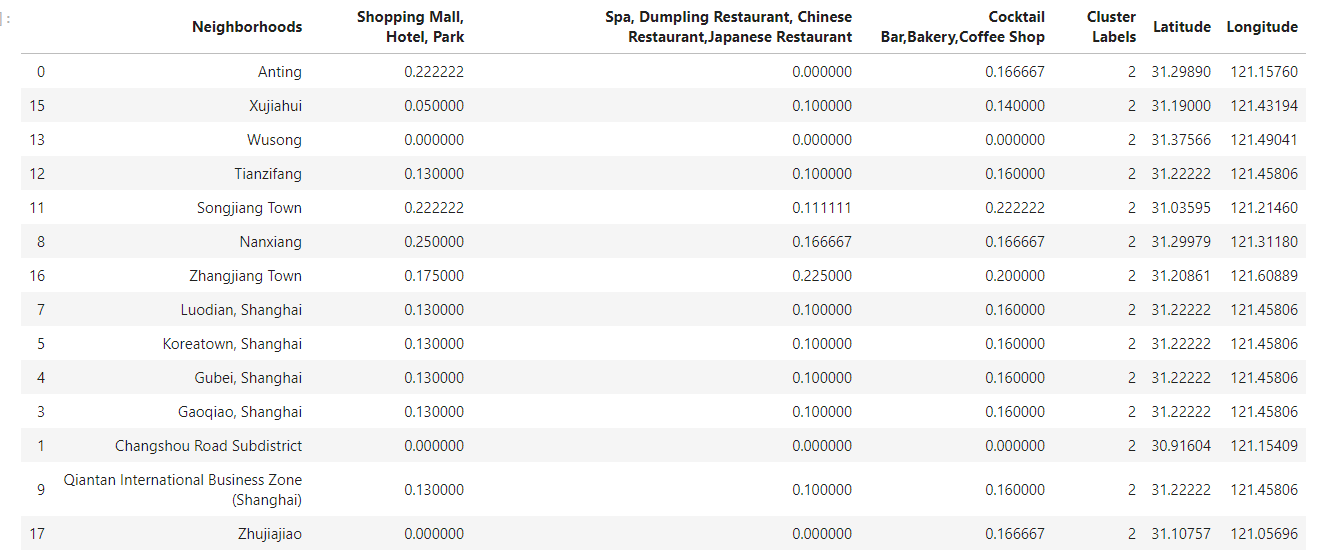 ]:
Neighborhoods Shopping Mall, Hotel, Park Spa, Dumpling Restaurant, Chinese Restaurant,Japanese Restaurant Cocktail Bar,Bakery,Coffee Shop Cluster Labels Latitude Longitude
0 Anting 0.222222 0.000000 0.166667 2 31.29890 121.15760
15 Xujiahui 0.050000 0.100000 0.140000 2 31.19000 121.43194
13 Wusong 0.000000 0.000000 0.000000 2 31.37566 121.49041
12 Tianzifang 0.130000 0.100000 0.160000 2 31.22222 121.45806
11 Songjiang Town 0.222222 0.111111 0.222222 2 31.03595 121.21460
8 Nanxiang 0.250000 0.166667 0.166667 2 31.29979 121.31180
16 Zhangjiang Town 0.175000 0.225000 0.200000 2 31.20861 121.60889
7 Luodian, Shanghai 0.130000 0.100000 0.160000 2 31.22222 121.45806
5 Koreatown, Shanghai 0.130000 0.100000 0.160000 2 31.22222 121.45806
4 Gubei, Shanghai 0.130000 0.100000 0.160000 2 31.22222 121.45806
3 Gaoqiao, Shanghai 0.130000 0.100000 0.160000 2 31.22222 121.45806
1 Changshou Road Subdistrict 0.000000 0.000000 0.000000 2 30.91604 121.15409
9 Qiantan International Business Zone (Shanghai) 0.130000 0.100000 0.160000 2 31.22222 121.45806
17 Zhujiajiao 0.000000 0.000000 0.166667 2 31.10757 121.05696